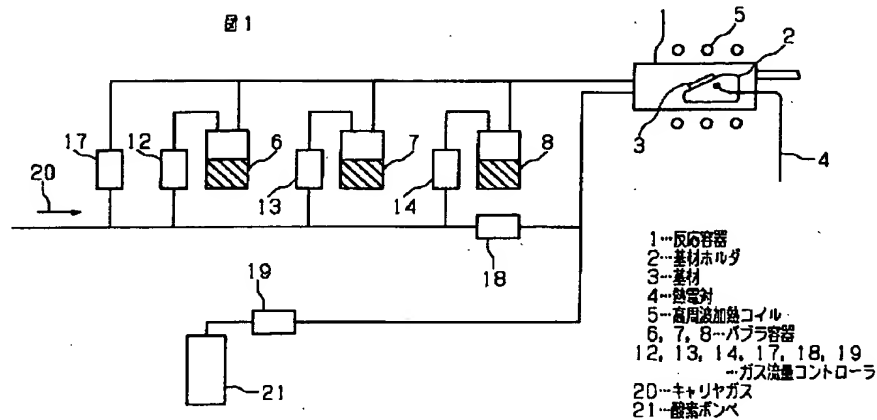 図1
5
2
17
12
6
7
8
3
4
20
13
14
18
19
21
1…反応容器
2…基材ホルダ
3…基材
4…熱電対
5…高周波加熱コイル
6, 7, 8…バブラ容器
12, 13, 14, 17, 18, 19
…ガス流量コントローラ
20…キャリヤガス
21…酸素ボンベ